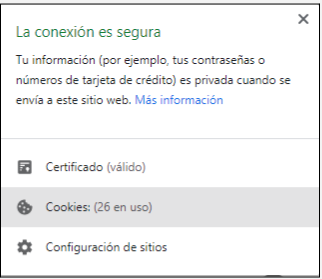 La conexión es segura
Tu información (por ejemplo, tus contraseñas o
números de tarjeta de crédito) es privada cuando se
envía a este sitio web. Más información
Certificado (válido)
Cookies: (26 en uso)
Configuración de sitios